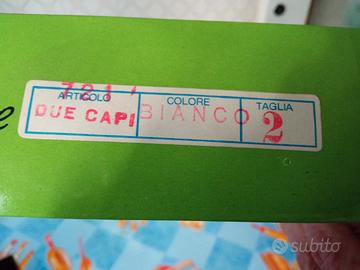 ARTICOLO COLORE TAGLIA
DUE CAPI BIANCO 2
e
subito